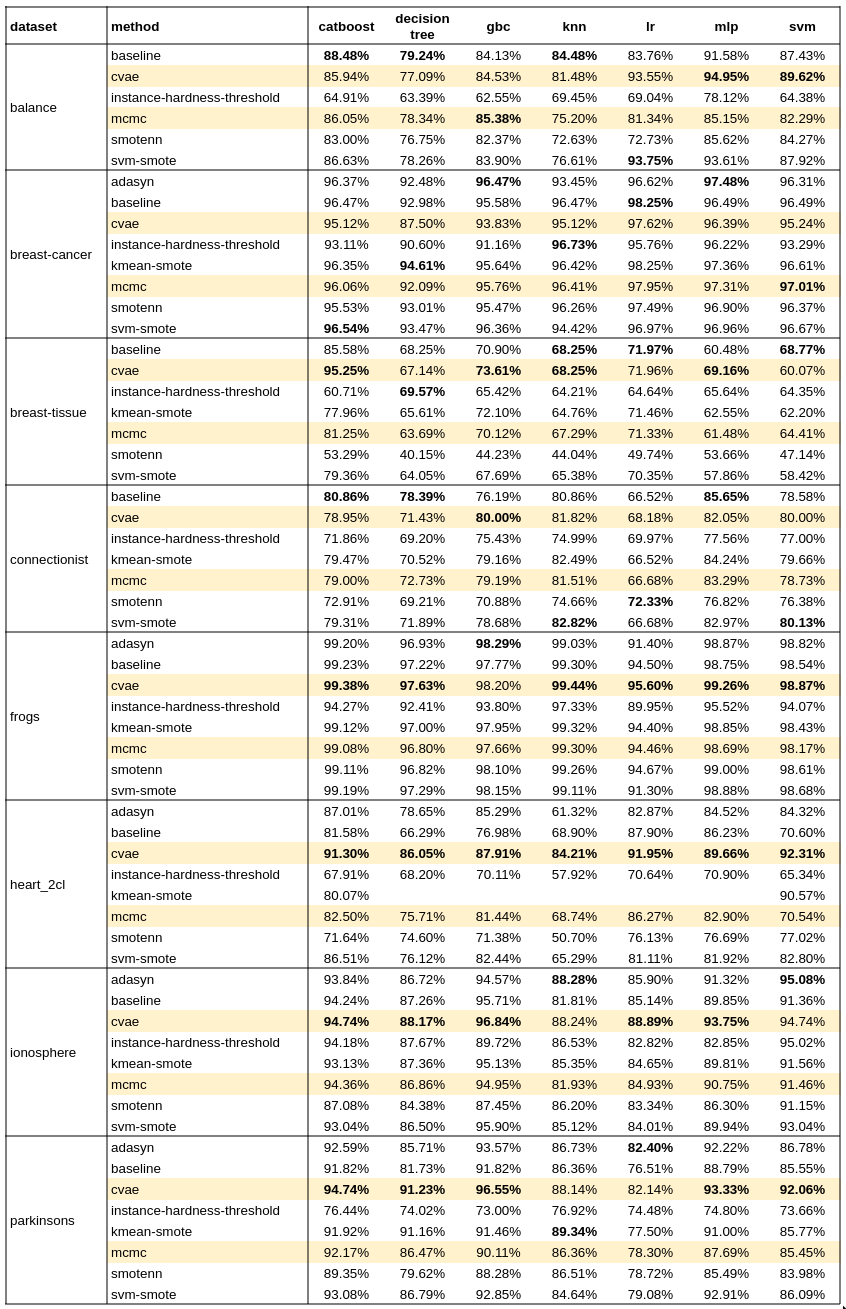 dataset method catboost decision tree gbc knn lr mlp svm
balance baseline 88.48% 79.24% 84.13% 84.48% 83.76% 91.58% 87.43%
cvae 85.94% 77.09% 84.53% 81.48% 93.55% 94.95% 89.62%
instance-hardness-threshold 64.91% 63.39% 62.55% 69.45% 69.04% 78.12% 64.38%
mcmc 86.05% 78.34% 85.38% 75.20% 81.34% 85.15% 82.29%
smotenn 83.00% 76.75% 82.37% 72.63% 72.73% 85.62% 84.27%
svm-smote 86.63% 78.26% 83.90% 76.61% 93.75% 93.61% 87.92%
breast-cancer adasyn 96.37% 92.48% 96.47% 93.45% 96.62% 97.48% 96.31%
baseline 96.47% 92.98% 95.58% 96.47% 98.25% 96.49% 96.49%
cvae 95.12% 87.50% 93.83% 95.12% 97.62% 96.39% 95.24%
instance-hardness-threshold 93.11% 90.60% 91.16% 96.73% 95.76% 96.22% 93.29%
kmean-smote 96.35% 94.61% 95.64% 96.42% 98.25% 97.36% 96.61%
mcmc 96.06% 92.09% 95.76% 96.41% 97.95% 97.31% 97.01%
smotenn 95.53% 93.01% 95.47% 96.26% 97.49% 96.90% 96.37%
svm-smote 96.54% 93.47% 96.36% 94.42% 96.97% 96.96% 96.67%
breast-tissue baseline 85.58% 68.25% 70.90% 68.25% 71.97% 60.48% 68.77%
cvae 95.25% 67.14% 73.61% 68.25% 71.96% 69.16% 60.07%
instance-hardness-threshold 60.71% 69.57% 65.42% 64.21% 64.64% 65.64% 64.35%
kmean-smote 77.96% 65.61% 72.10% 64.76% 71.46% 62.55% 62.20%
mcmc 81.25% 63.69% 70.12% 67.29% 71.33% 61.48% 64.41%
smotenn 53.29% 40.15% 44.23% 44.04% 49.74% 53.66% 47.14%
svm-smote 79.36% 64.05% 67.69% 65.38% 70.35% 57.86% 58.42%
connectionist baseline 80.86% 78.39% 76.19% 80.86% 66.52% 85.65% 78.58%
cvae 78.95% 71.43% 80.00% 81.82% 68.18% 82.05% 80.00%
instance-hardness-threshold 71.86% 69.20% 75.43% 74.99% 69.97% 77.56% 77.00%
kmean-smote 79.47% 70.52% 79.16% 82.49% 66.52% 84.24% 79.66%
mcmc 79.00% 72.73% 79.19% 81.51% 66.68% 83.29% 78.73%
smotenn 72.91% 69.21% 70.88% 74.66% 72.33% 76.82% 76.38%
svm-smote 79.31% 71.89% 78.68% 82.82% 66.68% 82.97% 80.13%
frogs adasyn 99.20% 96.93% 98.29% 99.03% 91.40% 98.87% 98.82%
baseline 99.23% 97.22% 97.77% 99.30% 94.50% 98.75% 98.54%
cvae 99.38% 97.63% 98.20% 99.44% 95.60% 99.26% 98.87%
instance-hardness-threshold 94.27% 92.41% 93.80% 97.33% 89.95% 95.52% 94.07%
kmean-smote 99.12% 97.00% 97.95% 99.32% 94.40% 98.85% 98.43%
mcmc 99.08% 96.80% 97.66% 99.30% 94.46% 98.69% 98.17%
smotenn 99.11% 96.82% 98.10% 99.26% 94.67% 99.00% 98.61%
svm-smote 99.19% 97.29% 98.15% 99.11% 91.30% 98.88% 98.68%
heart_2cl adasyn 87.01% 78.65% 85.29% 61.32% 82.87% 84.52% 84.32%
baseline 81.58% 66.29% 76.98% 68.90% 87.90% 86.23% 70.60%
cvae 91.30% 86.05% 87.91% 84.21% 91.95% 89.66% 92.31%
instance-hardness-threshold 67.91% 68.20% 70.11% 57.92% 70.64% 70.90% 65.34%
kmean-smote 80.07% 90.57%
mcmc 82.50% 75.71% 81.44% 68.74% 86.27% 82.90% 70.54%
smotenn 71.64% 74.60% 71.38% 50.70% 76.13% 76.69% 77.02%
svm-smote 86.51% 76.12% 82.44% 65.29% 81.11% 81.92% 82.80%
ionosphere adasyn 93.84% 86.72% 94.57% 88.28% 85.90% 91.32% 95.08%
baseline 94.24% 87.26% 95.71% 81.81% 85.14% 89.85% 91.36%
cvae 94.74% 88.17% 96.84% 88.24% 88.89% 93.75% 94.74%
instance-hardness-threshold 94.18% 87.67% 89.72% 86.53% 82.82% 82.85% 95.02%
kmean-smote 93.13% 87.36% 95.13% 85.35% 84.65% 89.81% 91.56%
mcmc 94.36% 86.86% 94.95% 81.93% 84.93% 90.75% 91.46%
smotenn 87.08% 84.38% 87.45% 86.20% 83.34% 86.30% 91.15%
svm-smote 93.04% 86.50% 95.90% 85.12% 84.01% 89.94% 93.04%
parkinsons adasyn 92.59% 85.71% 93.57% 86.73% 82.40% 92.22% 86.78%
baseline 91.82% 81.73% 91.82% 86.36% 76.51% 88.79% 85.55%
cvae 94.74% 91.23% 96.55% 88.14% 82.14% 93.33% 92.06%
instance-hardness-threshold 76.44% 74.02% 73.00% 76.92% 74.48% 74.80% 73.66%
kmean-smote 91.92% 91.16% 91.46% 89.34% 77.50% 91.00% 85.77%
mcmc 92.17% 86.47% 90.11% 86.36% 78.30% 87.69% 85.45%
smotenn 89.35% 79.62% 88.28% 86.51% 78.72% 85.49% 83.98%
svm-smote 93.08% 86.79% 92.85% 84.64% 79.08% 92.91% 86.09%